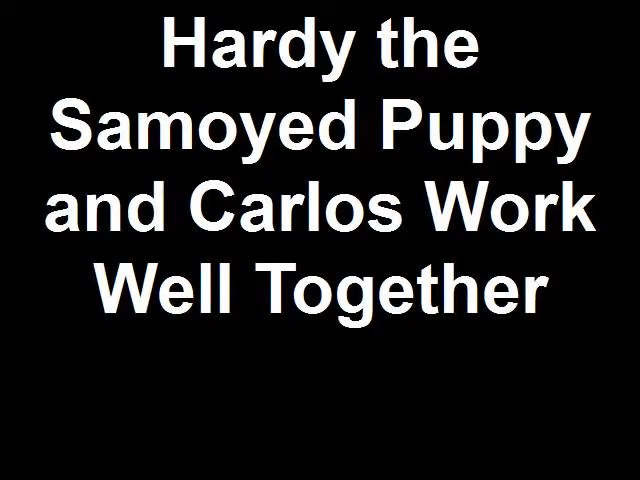 Hardy the
Samoyed Puppy
and Carlos Work
Well Together